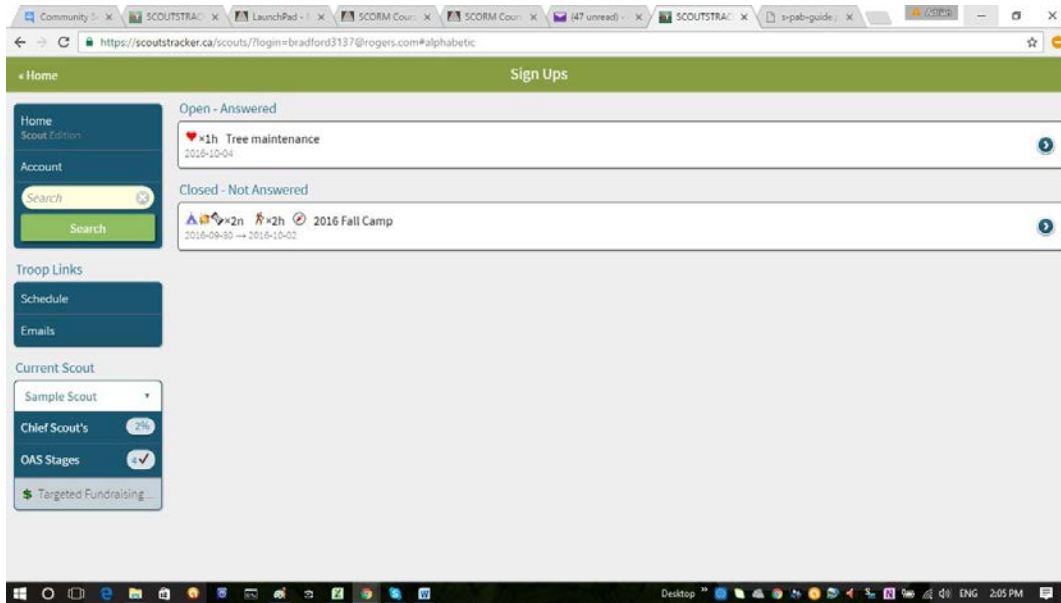 Community S
SCOUTSTRAC
LaunchPad -
SCORM Cours
SCORM Cours
(47 unread) -
SCOUTSTRAC
s-pab-guide.
https://scoutstracker.ca/scouts/?login=bradford3137@rogers.com#alphabetic
« Home
Sign Ups
Home
Scout Edition
Account
Search
Search
Troop Links
Schedule
Emails
Current Scout
Sample Scout
Chief Scout's 2%
OAS Stages 4✓
$ Targeted Fundraising ...
Open - Answered
♥×1h Tree maintenance
2016-10-04
Closed - Not Answered
×2n ×2h 2016 Fall Camp
2016-09-30 → 2016-10-02
Desktop » ENG 2:05 PM